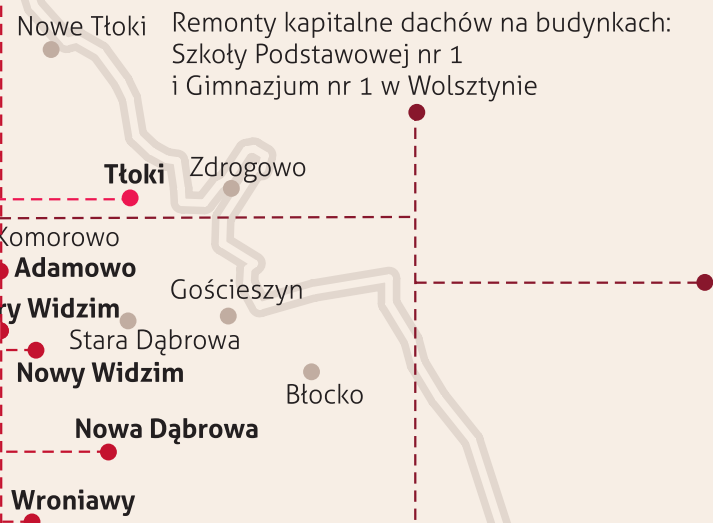 Nowe Tłoki
Remonty kapitalne dachów na budynkach:
Szkoły Podstawowej nr 1
i Gimnazjum nr 1 w Wolsztynie
Tłoki
Zdrogowo
Komorowo
Adamowo
ry Widzim
Gościeszyn
Stara Dąbrowa
Nowy Widzim
Błocko
Nowa Dąbrowa
Wroniawy